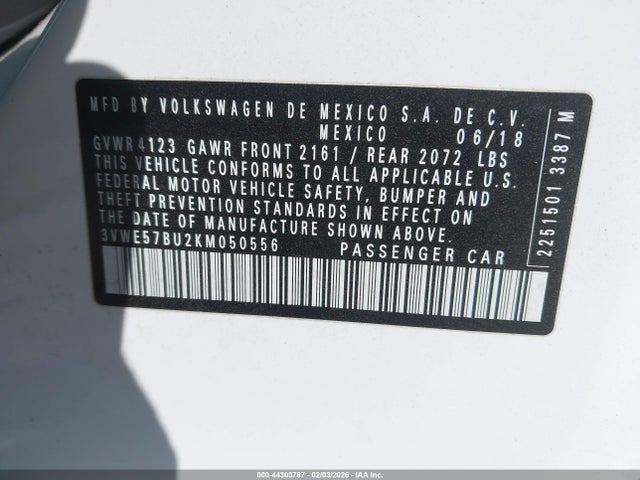 MFD BY VOLKSWAGEN DE MEXICO S.A. DE C.V.
MEXICO 06/18
GVWR 4123 GAWR FRONT 2161 / REAR 2072 LBS
THIS VEHICLE CONFORMS TO ALL APPLICABLE U.S.
FEDERAL MOTOR VEHICLE SAFETY, BUMPER AND
THEFT PREVENTION STANDARDS IN EFFECT ON
THE DATE OF MANUFACTURE SHOWN ABOVE.
3VWE57BU2KM050556 PASSENGER CAR
2251501 3387 M
000-44303787 - 02/03/2026 - IAA Inc.